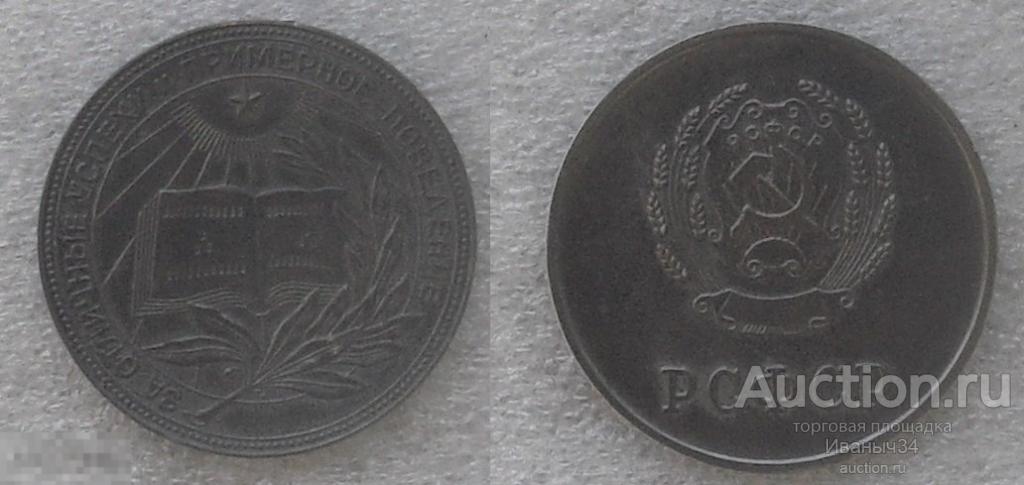 ЗА ОТЛИЧНЫЕ УСПЕХИ И ПРИМЕРНОЕ ПОВЕДЕНИЕ
РСФСР
РСФСР
Auction.ru
торговая площадка
Иваныч34
auction.ru